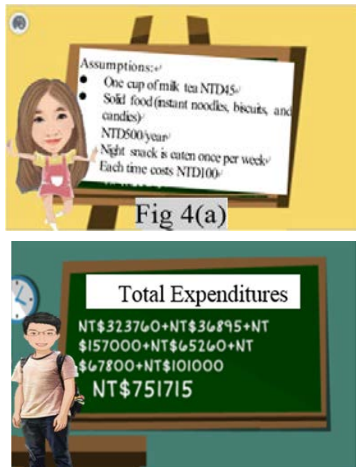 Assumptions:
● One cup of milk tea NTD45
● Solid food(instant noodles, biscuits, and
candies)
NTD500/year
Night snack is eaten once per week
Each time costs NTD100
Fig 4(a)
Total Expenditures
NT$323760+NT$36895+NT
$157000+NT$65260+NT
$67800+NT$101000
NT$751715